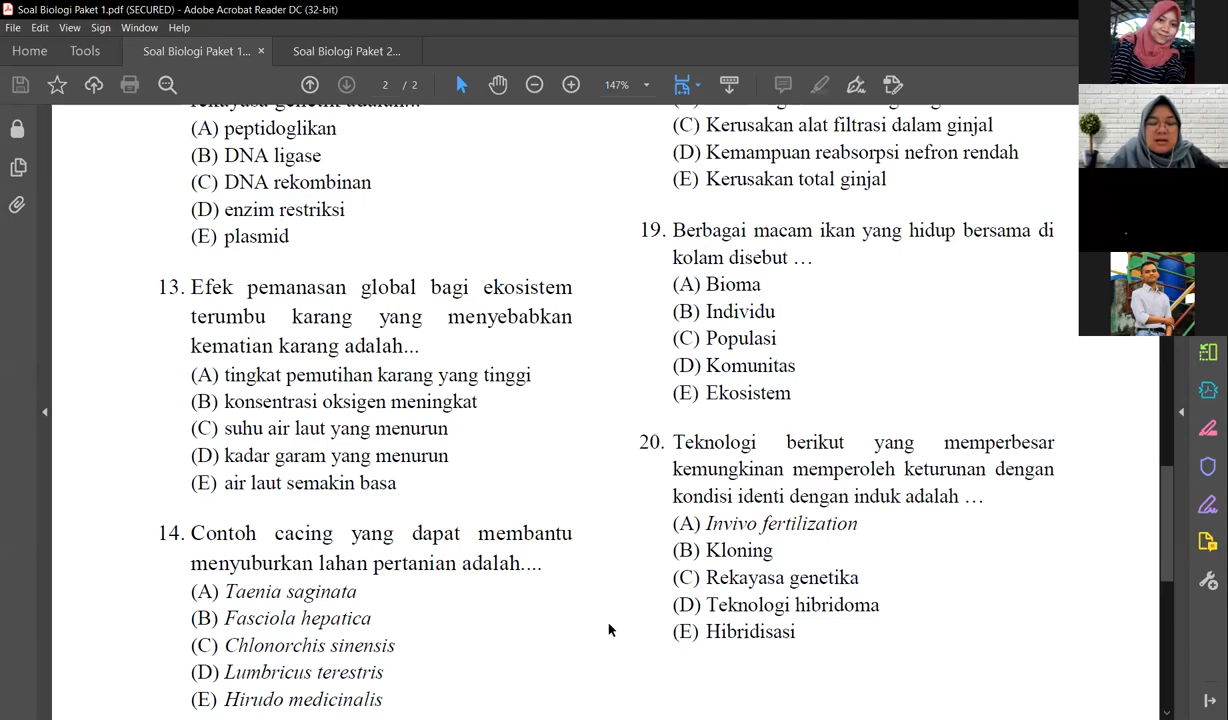 Soal Biologi Paket 1.pdf (SECURED) - Adobe Acrobat Reader DC (32-bit)
File Edit View Sign Window Help
Home Tools Soal Biologi Paket 1... × Soal Biologi Paket 2...
2 / 2 147%
rekayasa genetik adalah...
(A) peptidoglikan
(B) DNA ligase
(C) DNA rekombinan
(D) enzim restriksi
(E) plasmid
13. Efek pemanasan global bagi ekosistem
terumbu karang yang menyebabkan
kematian karang adalah...
(A) tingkat pemutihan karang yang tinggi
(B) konsentrasi oksigen meningkat
(C) suhu air laut yang menurun
(D) kadar garam yang menurun
(E) air laut semakin basa
14. Contoh cacing yang dapat membantu
menyuburkan lahan pertanian adalah....
(A) Taenia saginata
(B) Fasciola hepatica
(C) Chlonorchis sinensis
(D) Lumbricus terestris
(E) Hirudo medicinalis
(C) Kerusakan alat filtrasi dalam ginjal
(D) Kemampuan reabsorpsi nefron rendah
(E) Kerusakan total ginjal
19. Berbagai macam ikan yang hidup bersama di
kolam disebut …
(A) Bioma
(B) Individu
(C) Populasi
(D) Komunitas
(E) Ekosistem
20. Teknologi berikut yang memperbesar
kemungkinan memperoleh keturunan dengan
kondisi identi dengan induk adalah …
(A) Invivo fertilization
(B) Kloning
(C) Rekayasa genetika
(D) Teknologi hibridoma
(E) Hibridisasi